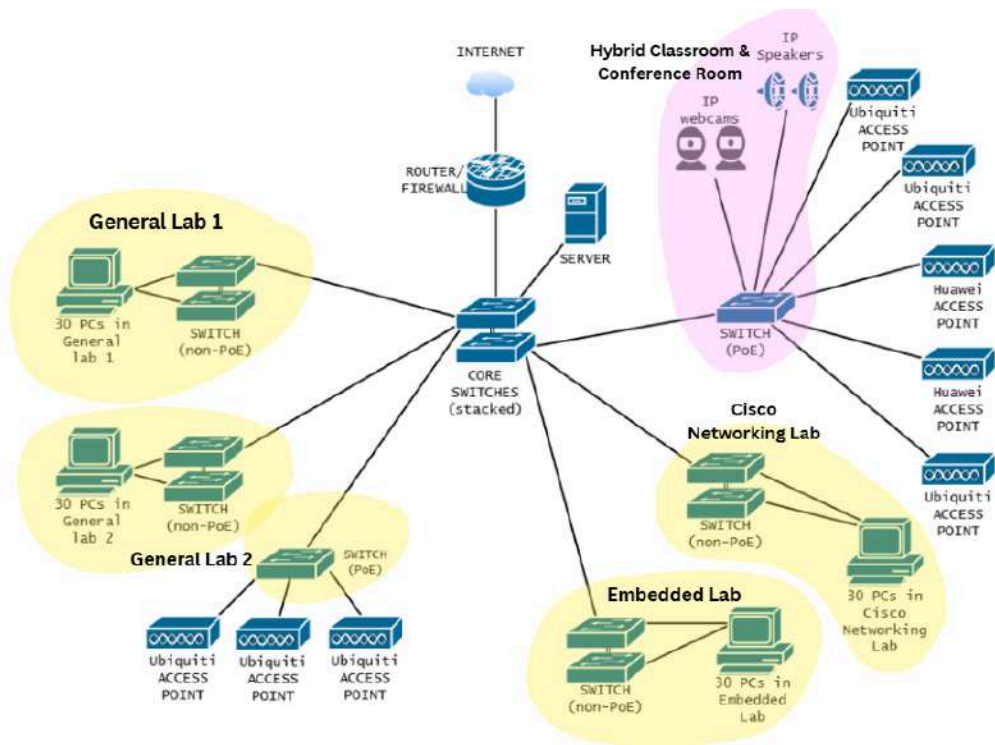 INTERNET
Hybrid Classroom &
Conference Room
IP
Speakers
IP
webcams
Ubiquiti
ACCESS
POINT
ROUTER/
FIREWALL
Ubiquiti
ACCESS
POINT
General Lab 1
SERVER
Huawei
ACCESS
POINT
30 PCs in
General
lab 1
SWITCH
(non-PoE)
SWITCH
(PoE)
CORE
SWITCHES
(stacked)
Huawei
ACCESS
POINT
Cisco
Networking Lab
30 PCs in
General
lab 2
SWITCH
(non-PoE)
Ubiquiti
ACCESS
POINT
SWITCH
(non-PoE)
General Lab 2
SWITCH
(PoE)
30 PCs in
Cisco
Networking
Lab
Embedded Lab
Ubiquiti
ACCESS
POINT
Ubiquiti
ACCESS
POINT
Ubiquiti
ACCESS
POINT
SWITCH
(non-PoE)
30 PCs in
Embedded
Lab